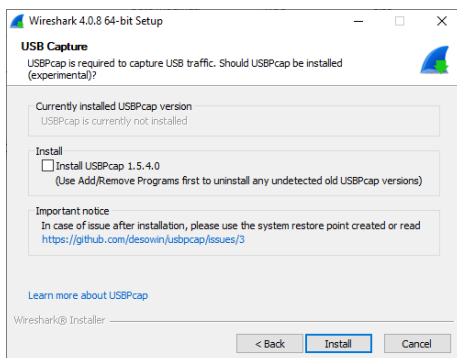 Wireshark 4.0.8 64-bit Setup
USB Capture
USBPcap is required to capture USB traffic. Should USBPcap be installed
(experimental)?
Currently installed USBPcap version
USBPcap is currently not installed
Install
Install USBPcap 1.5.4.0
(Use Add/Remove Programs first to uninstall any undetected old USBPcap versions)
Important notice
In case of issue after installation, please use the system restore point created or read
https://github.com/desowin/usbpcap/issues/3
Learn more about USBPcap
Wireshark® Installer
< Back Install Cancel